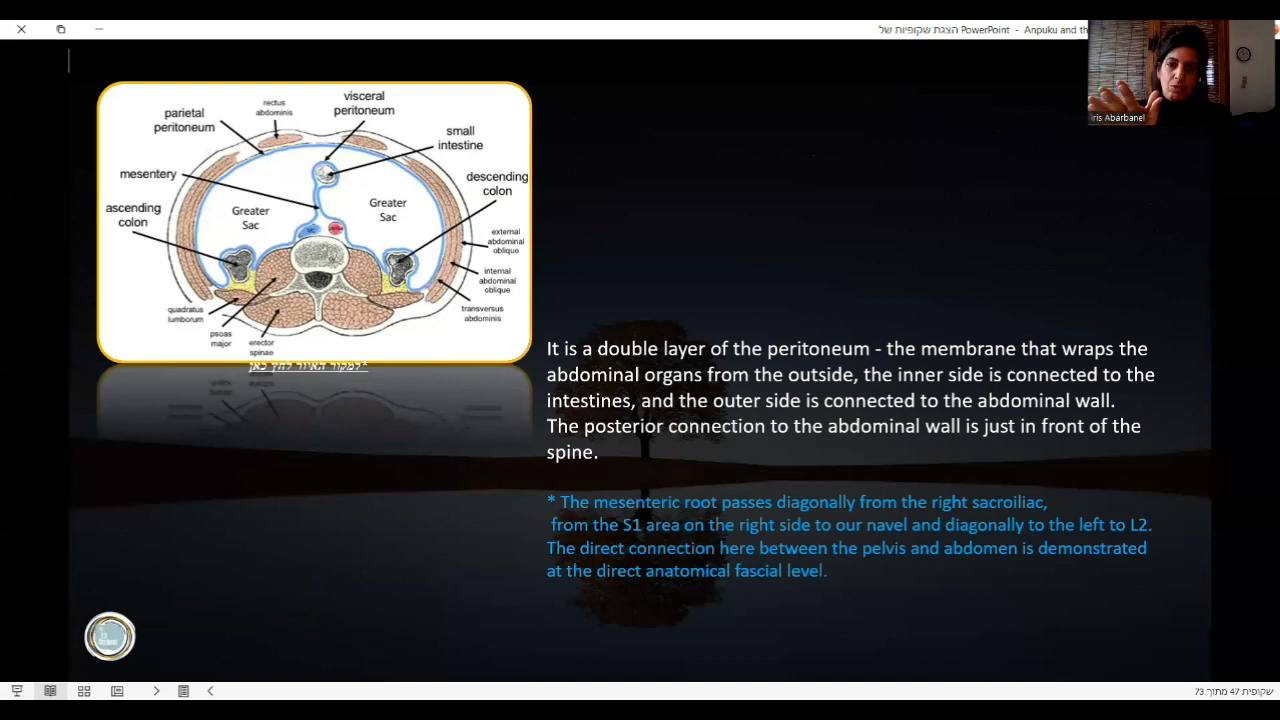 הצגת שקופיות של PowerPoint - Anpuku and th
Iris Abarbanel
parietal
peritoneum
rectus
abdominis
visceral
peritoneum
small
intestine
mesentery
descending
colon
ascending
colon
Greater
Sac
Greater
Sac
external
abdominal
oblique
internal
abdominal
oblique
quadratus
lumborum
transversus
abdominis
psoas
major
erector
spinae
*למקור האיור לחץ כאן
It is a double layer of the peritoneum - the membrane that wraps the
abdominal organs from the outside, the inner side is connected to the
intestines, and the outer side is connected to the abdominal wall.
The posterior connection to the abdominal wall is just in front of the
spine.
* The mesenteric root passes diagonally from the right sacroiliac,
from the S1 area on the right side to our navel and diagonally to the left to L2.
The direct connection here between the pelvis and abdomen is demonstrated
at the direct anatomical fascial level.
שקופית 47 מתוך 73